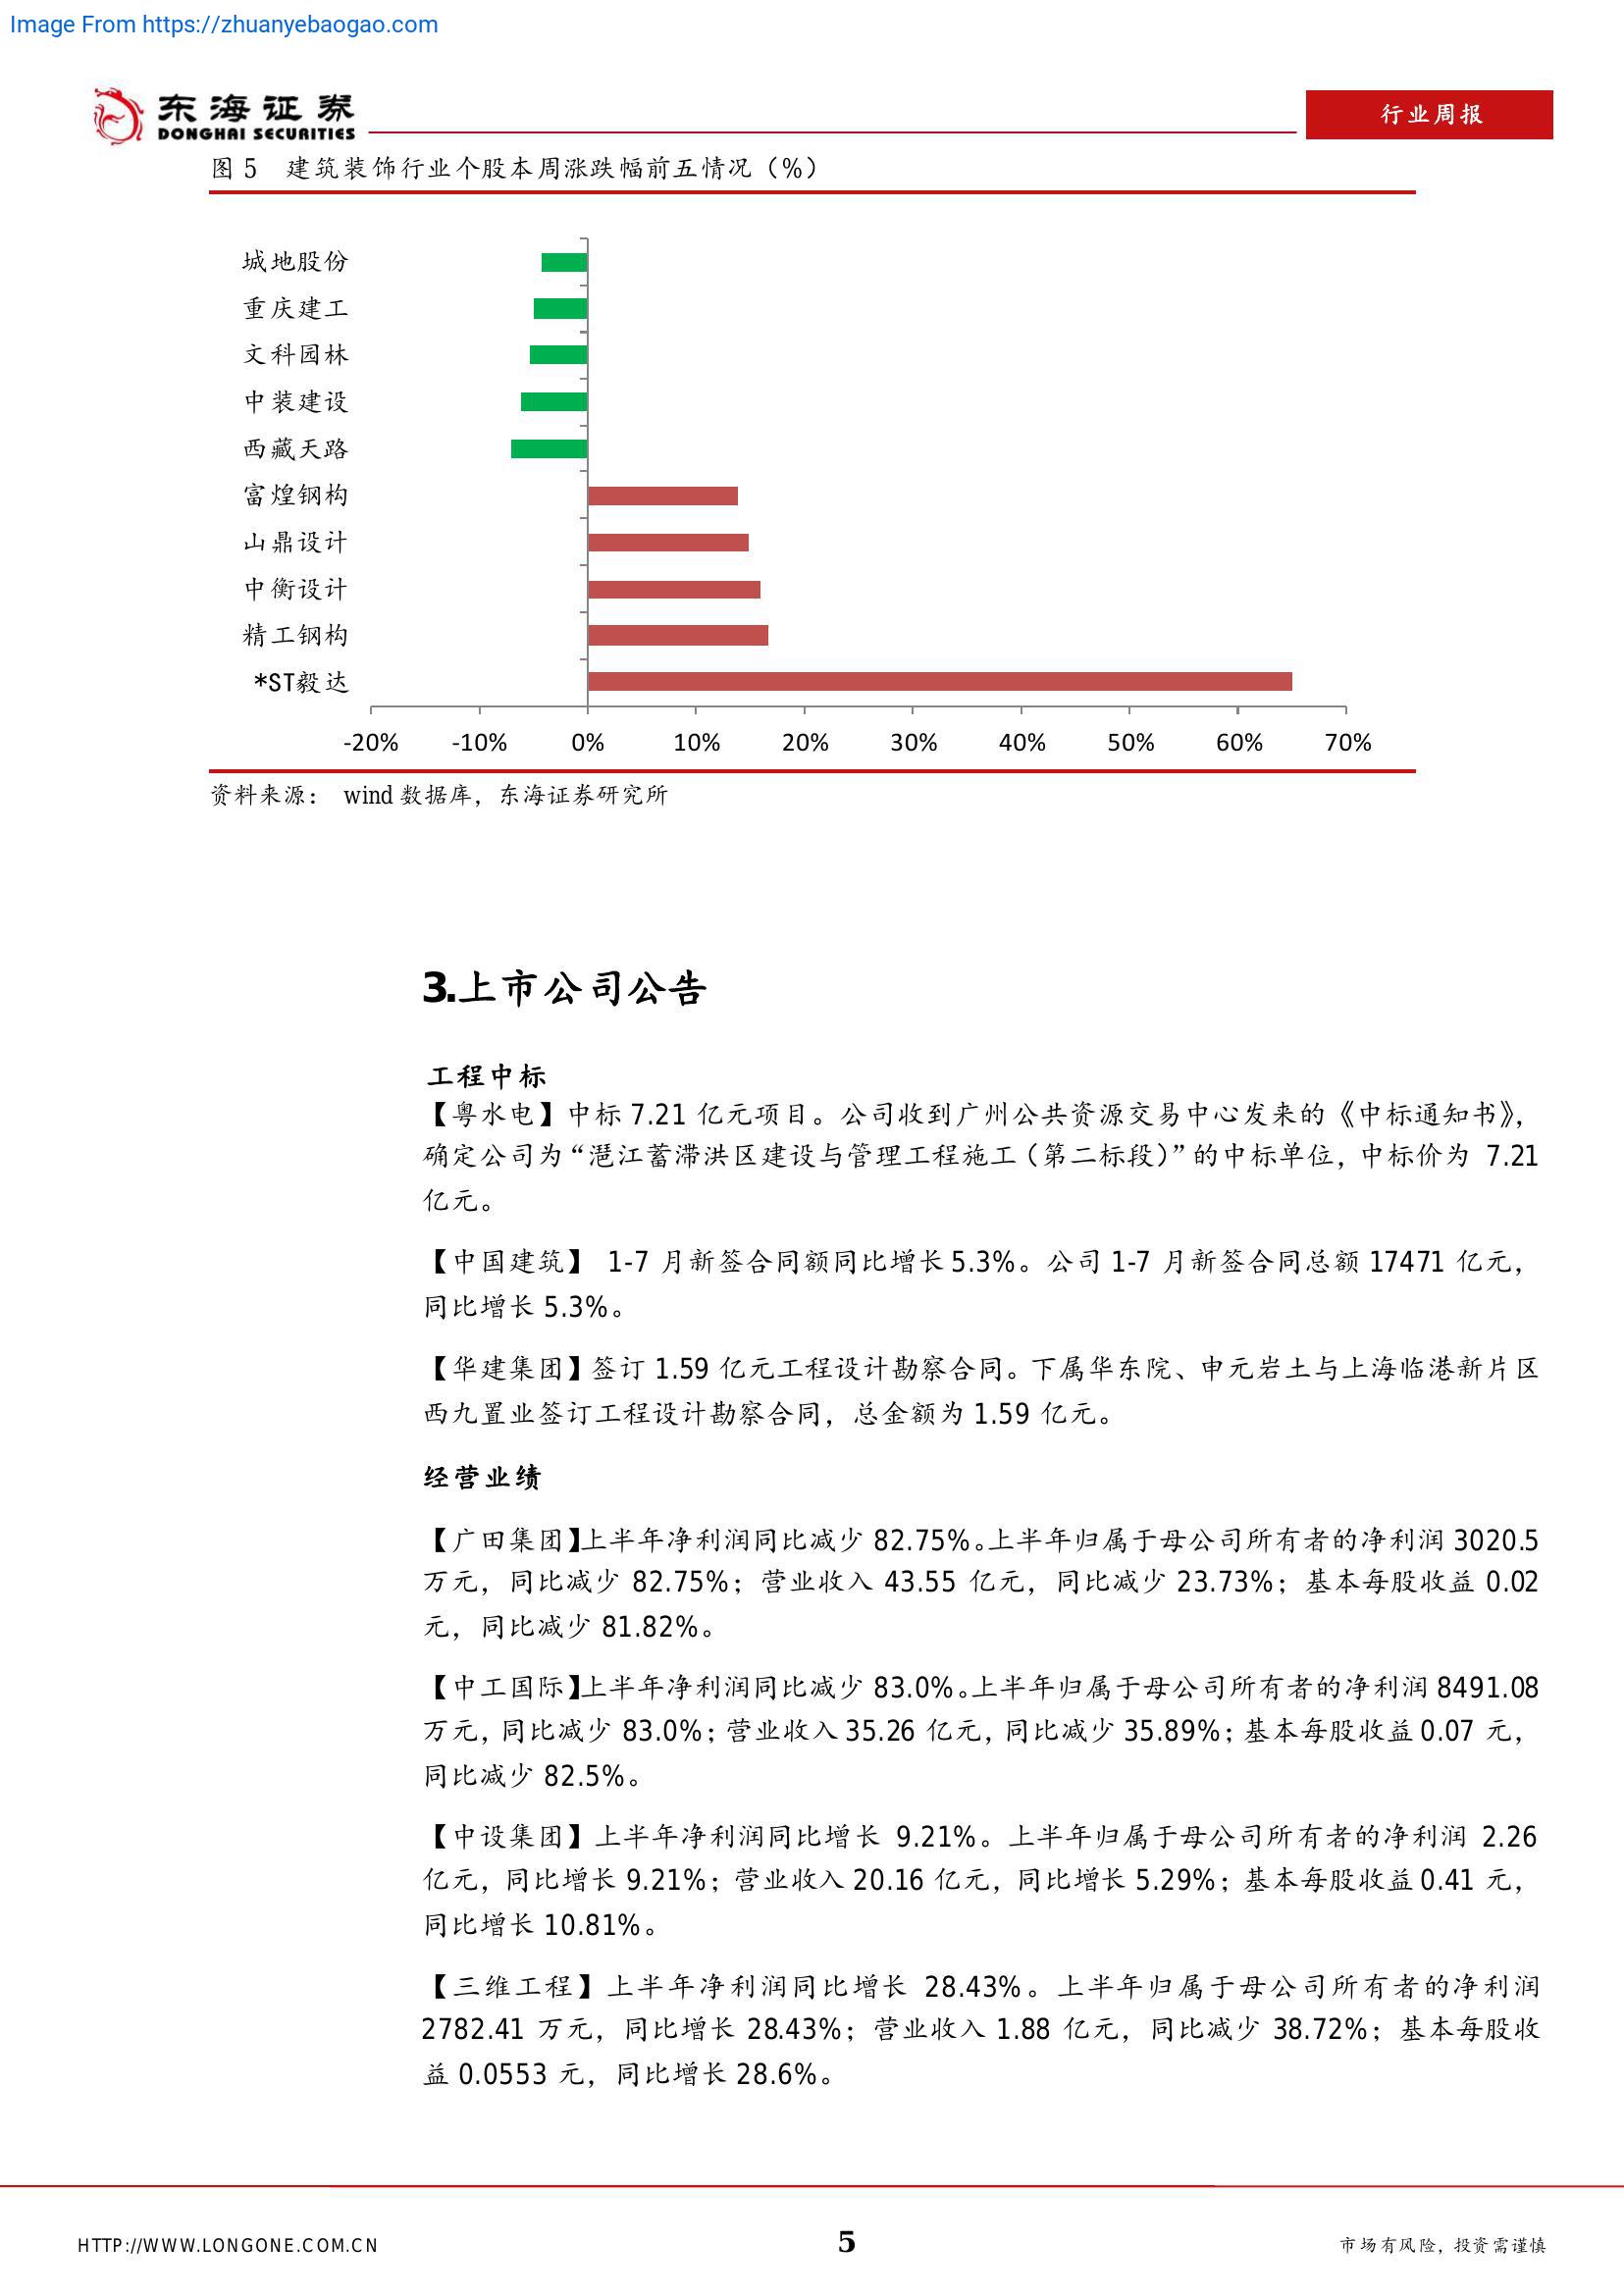 Image From https://zhuanyebaogao.com
东海证券
DONGHAI SECURITIES
行业周报
图 5 建筑装饰行业个股本周涨跌幅前五情况（%）
城地股份
重庆建工
文科园林
中装建设
西藏天路
富煌钢构
山鼎设计
中衡设计
精工钢构
*ST毅达
-20% -10% 0% 10% 20% 30% 40% 50% 60% 70%
资料来源： wind 数据库，东海证券研究所
3.上市公司公告
工程中标
【粤水电】中标 7.21 亿元项目。公司收到广州公共资源交易中心发来的《中标通知书》，
确定公司为“潖江蓄滞洪区建设与管理工程施工（第二标段）”的中标单位，中标价为 7.21
亿元。
【中国建筑】 1-7 月新签合同额同比增长 5.3%。公司 1-7 月新签合同总额 17471 亿元，
同比增长 5.3%。
【华建集团】签订 1.59 亿元工程设计勘察合同。下属华东院、申元岩土与上海临港新片区
西九置业签订工程设计勘察合同，总金额为 1.59 亿元。
经营业绩
【广田集团】上半年净利润同比减少 82.75%。上半年归属于母公司所有者的净利润 3020.5
万元，同比减少 82.75%；营业收入 43.55 亿元，同比减少 23.73%；基本每股收益 0.02
元，同比减少 81.82%。
【中工国际】上半年净利润同比减少 83.0%。上半年归属于母公司所有者的净利润 8491.08
万元，同比减少 83.0%；营业收入 35.26 亿元，同比减少 35.89%；基本每股收益 0.07 元，
同比减少 82.5%。
【中设集团】上半年净利润同比增长 9.21%。上半年归属于母公司所有者的净利润 2.26
亿元，同比增长 9.21%；营业收入 20.16 亿元，同比增长 5.29%；基本每股收益 0.41 元，
同比增长 10.81%。
【三维工程】上半年净利润同比增长 28.43%。上半年归属于母公司所有者的净利润
2782.41 万元，同比增长 28.43%；营业收入 1.88 亿元，同比减少 38.72%；基本每股收
益 0.0553 元，同比增长 28.6%。
HTTP://WWW.LONGONE.COM.CN
5
市场有风险，投资需谨慎